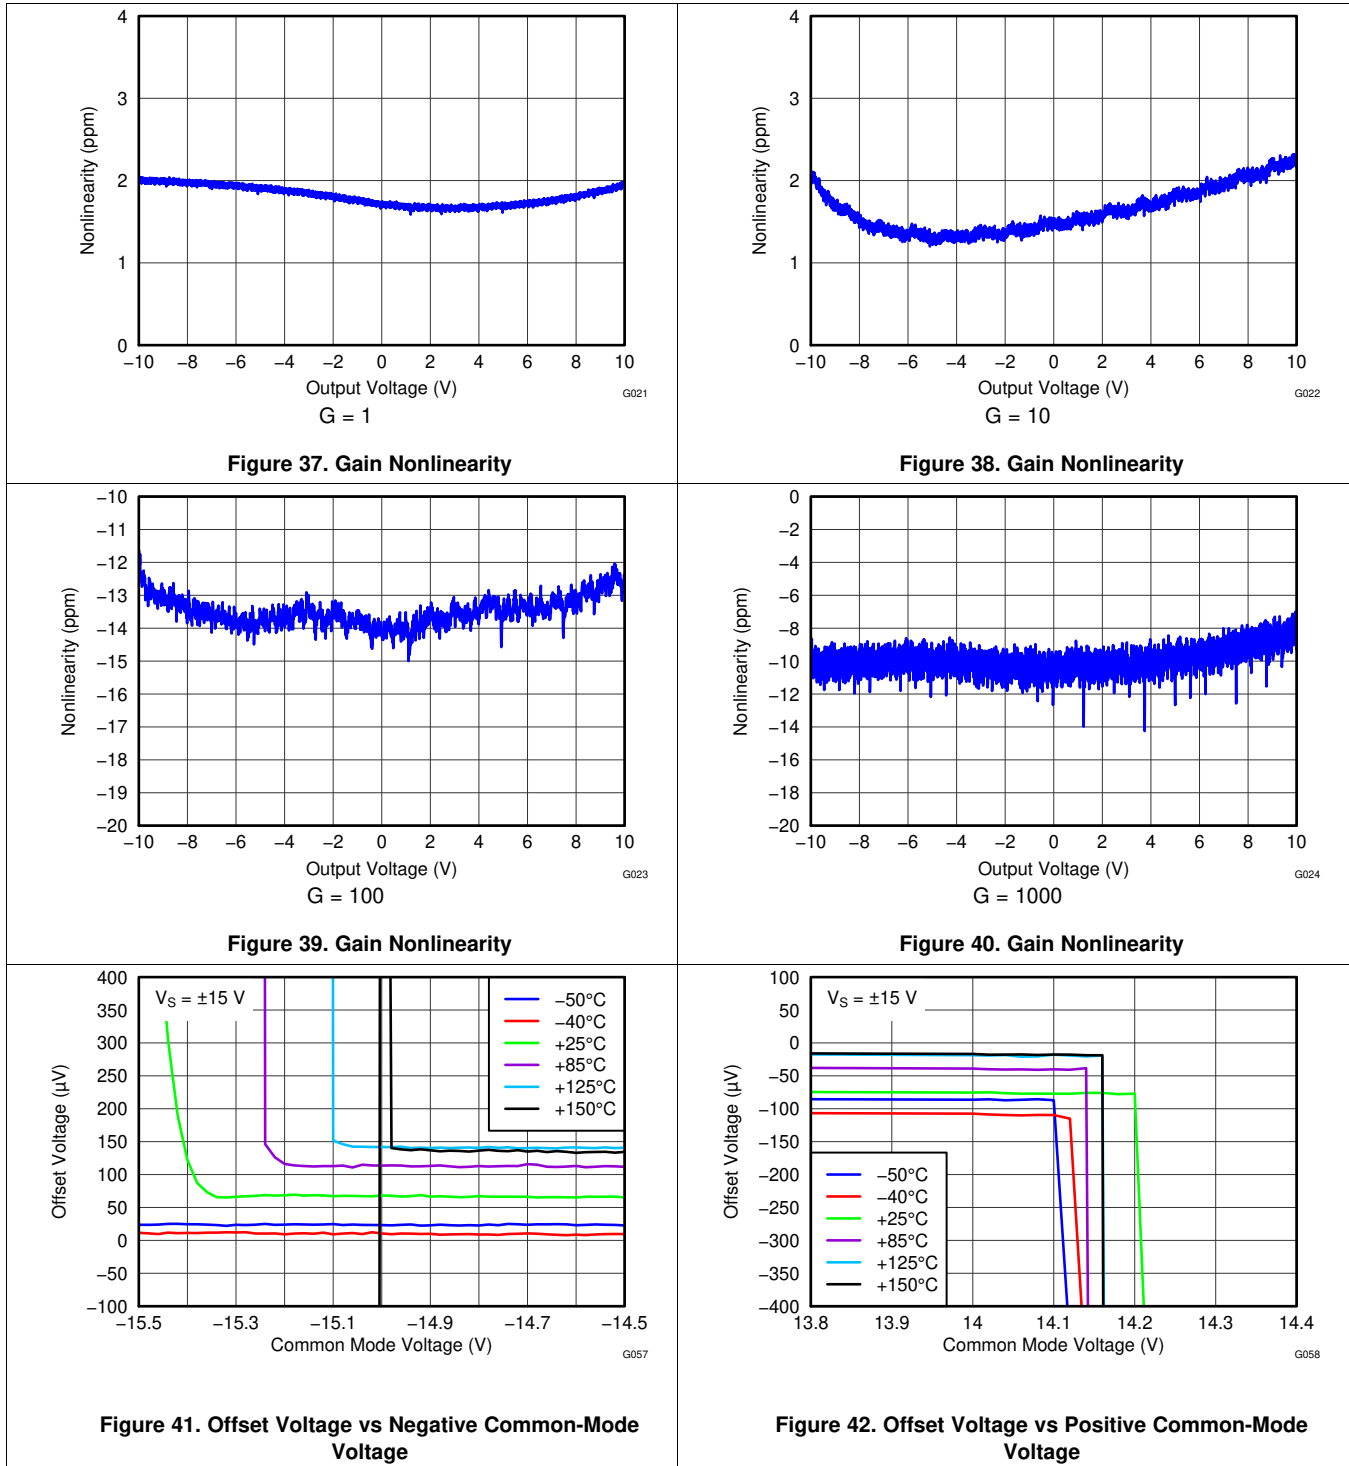 4
3
2
1
0
Nonlinearity (ppm)
−10 −8 −6 −4 −2 0 2 4 6 8 10
Output Voltage (V)
G021
G = 1
Figure 37. Gain Nonlinearity
4
3
2
1
0
Nonlinearity (ppm)
−10 −8 −6 −4 −2 0 2 4 6 8 10
Output Voltage (V)
G022
G = 10
Figure 38. Gain Nonlinearity
−10
−11
−12
−13
−14
−15
−16
−17
−18
−19
−20
Nonlinearity (ppm)
−10 −8 −6 −4 −2 0 2 4 6 8 10
Output Voltage (V)
G023
G = 100
Figure 39. Gain Nonlinearity
0
−2
−4
−6
−8
−10
−12
−14
−16
−18
−20
Nonlinearity (ppm)
−10 −8 −6 −4 −2 0 2 4 6 8 10
Output Voltage (V)
G024
G = 1000
Figure 40. Gain Nonlinearity
400
350
300
250
200
150
100
50
0
−50
−100
Offset Voltage (µV)
VS = ±15 V
−50°C
−40°C
+25°C
+85°C
+125°C
+150°C
−15.5 −15.3 −15.1 −14.9 −14.7 −14.5
Common Mode Voltage (V)
G057
Figure 41. Offset Voltage vs Negative Common-Mode
Voltage
100
50
0
−50
−100
−150
−200
−250
−300
−350
−400
Offset Voltage (µV)
VS = ±15 V
−50°C
−40°C
+25°C
+85°C
+125°C
+150°C
13.8 13.9 14 14.1 14.2 14.3 14.4
Common Mode Voltage (V)
G058
Figure 42. Offset Voltage vs Positive Common-Mode
Voltage